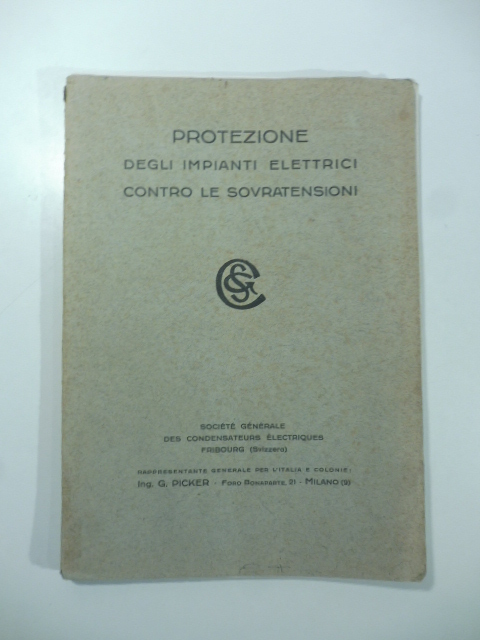 PROTEZIONE
DEGLI IMPIANTI ELETTRICI
CONTRO LE SOVRATENSIONI
SOCIÉTÉ GÉNÉRALE
DES CONDENSATEURS ÉLECTRIQUES
FRIBOURG (Svizzera)
RAPPRESENTANTE GENERALE PER L'ITALIA E COLONIE:
Ing. G. PICKER - FORO BONAPARTE, 21 - MILANO (9)